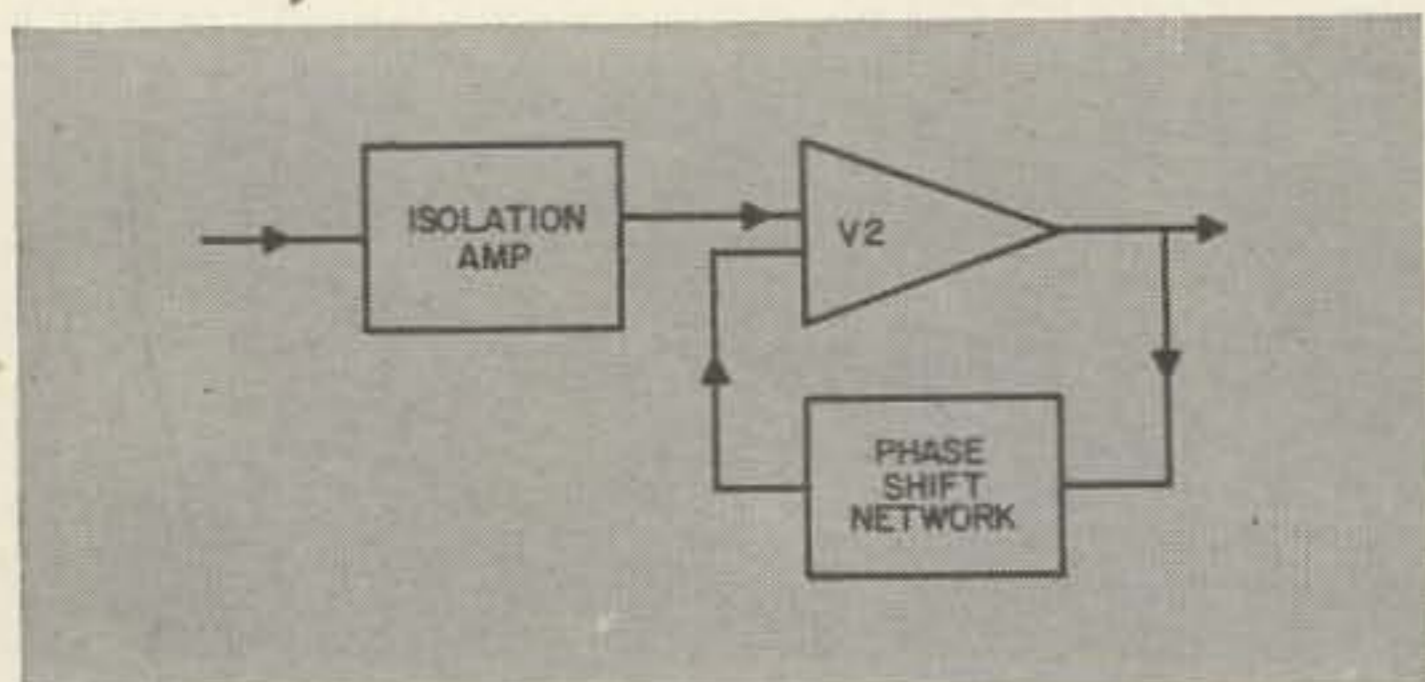 ISOLATION
AMP
V2
PHASE
SHIFT
NETWORK